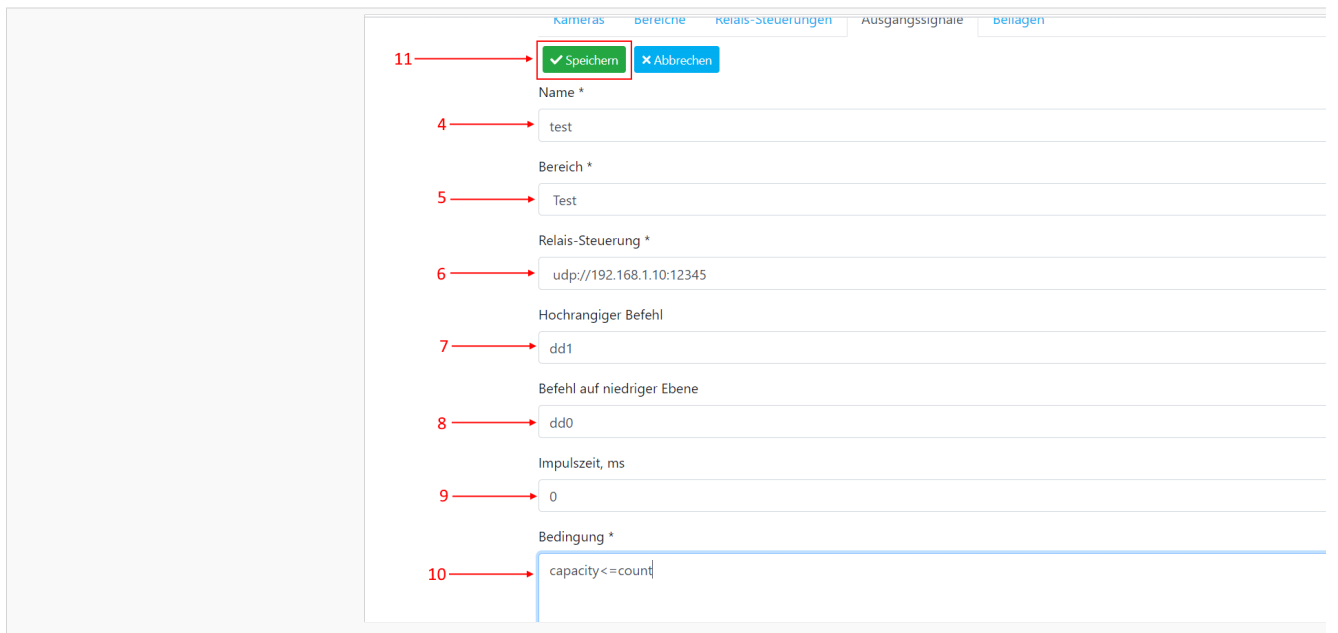 Kameras Bereiche Relais-Steuerungen Ausgangssignale Beilagen
11 Speichern Abbrechen
Name *
4 test
Bereich *
5 Test
Relais-Steuerung *
6 udp://192.168.1.10:12345
Hochrangiger Befehl
7 dd1
Befehl auf niedriger Ebene
8 dd0
Impulszeit, ms
9 0
Bedingung *
10 capacity<=count